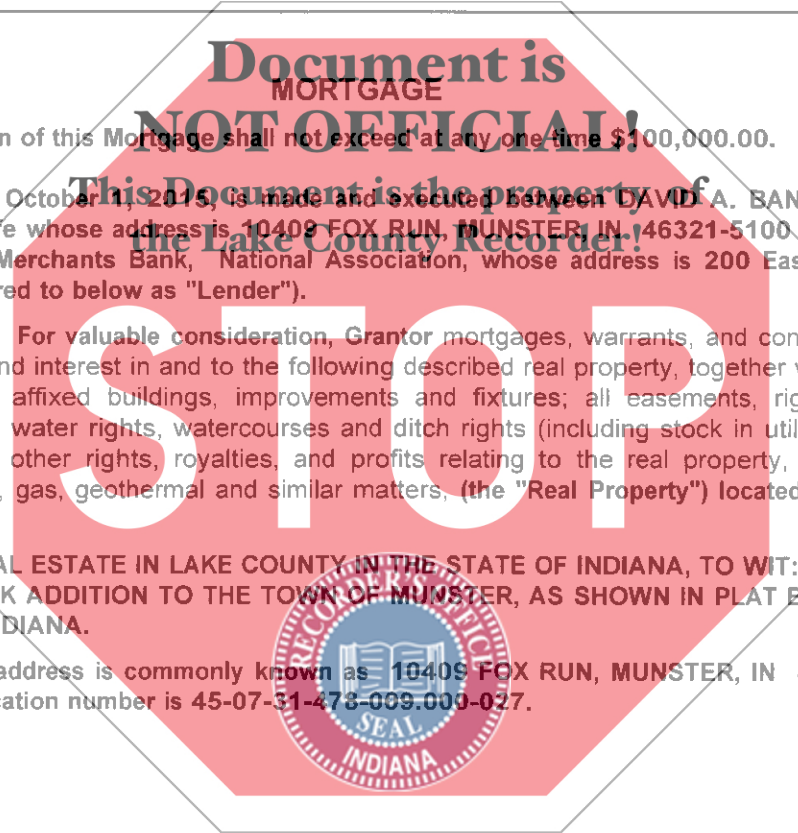 Document is
MORTGAGE
NOT OFFICIAL!
n of this Mortgage shall not exceed at any one time $100,000.00.
This Document is the property of
October 1, 2015, is made and executed between DAVID A. BAN
the Lake County Recorder!
fe whose address is 10409 FOX RUN, MUNSTER, IN 46321-5100
Merchants Bank, National Association, whose address is 200 Eas
red to below as "Lender").
For valuable consideration, Grantor mortgages, warrants, and con
nd interest in and to the following described real property, together
affixed buildings, improvements and fixtures; all easements, rig
water rights, watercourses and ditch rights (including stock in util
other rights, royalties, and profits relating to the real property,
, gas, geothermal and similar matters, (the "Real Property") located
STOP
AL ESTATE IN LAKE COUNTY IN THE STATE OF INDIANA, TO WIT:
K ADDITION TO THE TOWN OF MUNSTER, AS SHOWN IN PLAT
DIANA.
address is commonly known as 10409 FOX RUN, MUNSTER, IN
cation number is 45-07-31-478-009.000-027.
RECORDER'S OFFICE
SEAL
INDIANA